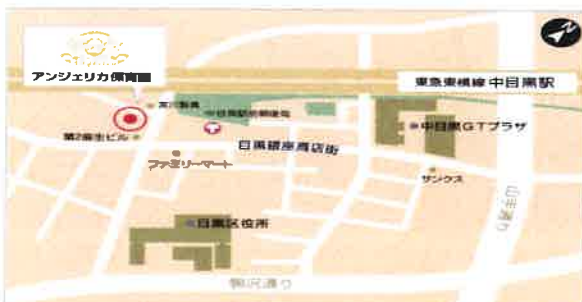 アンジェリカ保育園
東急東横線 中目黒駅
第2麻生ビル
目黒銀座商店街
中目黒GTプラザ
ファミリーマート
サンクス
山手通り
目黒区役所
駒沢通り